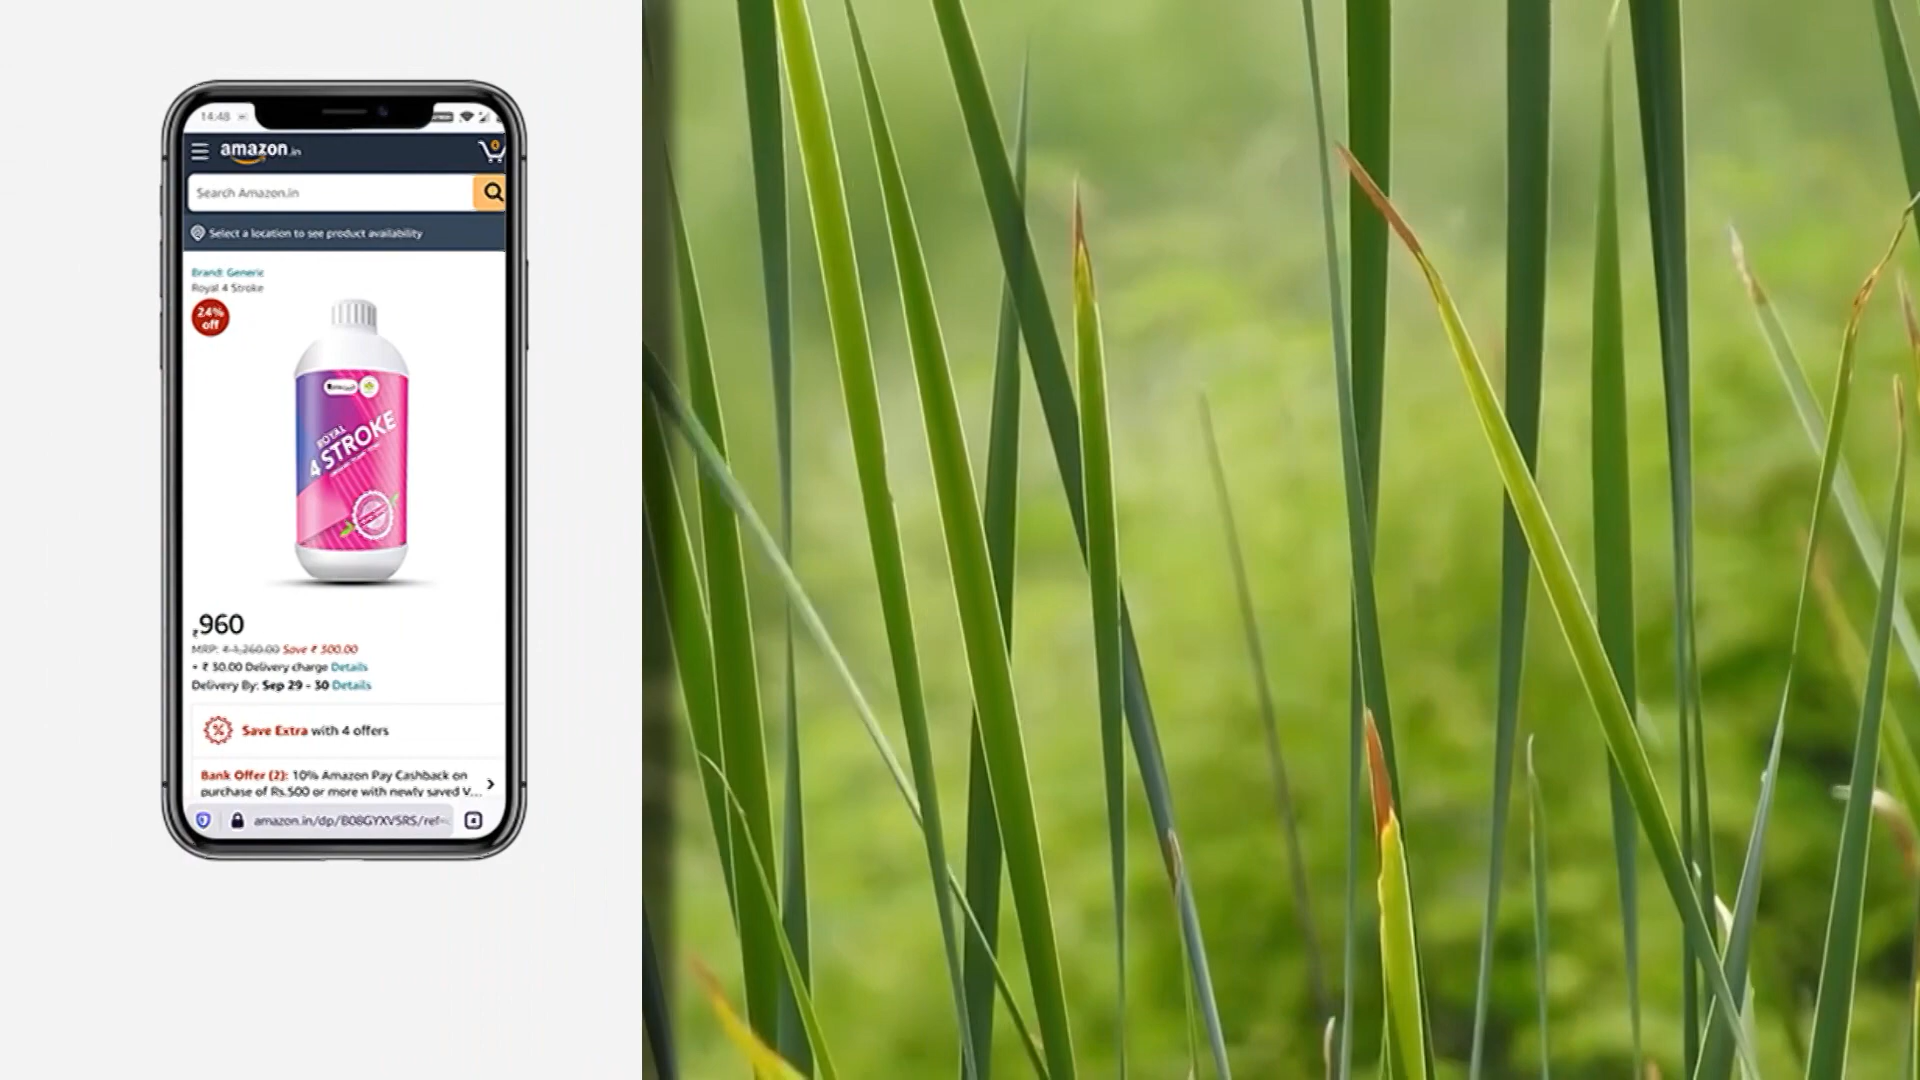 14:48
amazon.in
0
Search Amazon.in
Select a location to see product availability
Brand: Generic
Royal 4 Stroke
24%
off
ROYAL
4 STROKE
₹960
MRP: ₹ 1,260.00 Save ₹ 300.00
+ ₹ 30.00 Delivery charge Details
Delivery By: Sep 29 - 30 Details
Save Extra with 4 offers
Bank Offer (2): 10% Amazon Pay Cashback on
purchase of Rs.500 or more with newly saved V...
amazon.in/dp/B08GYXV5RS/ref=